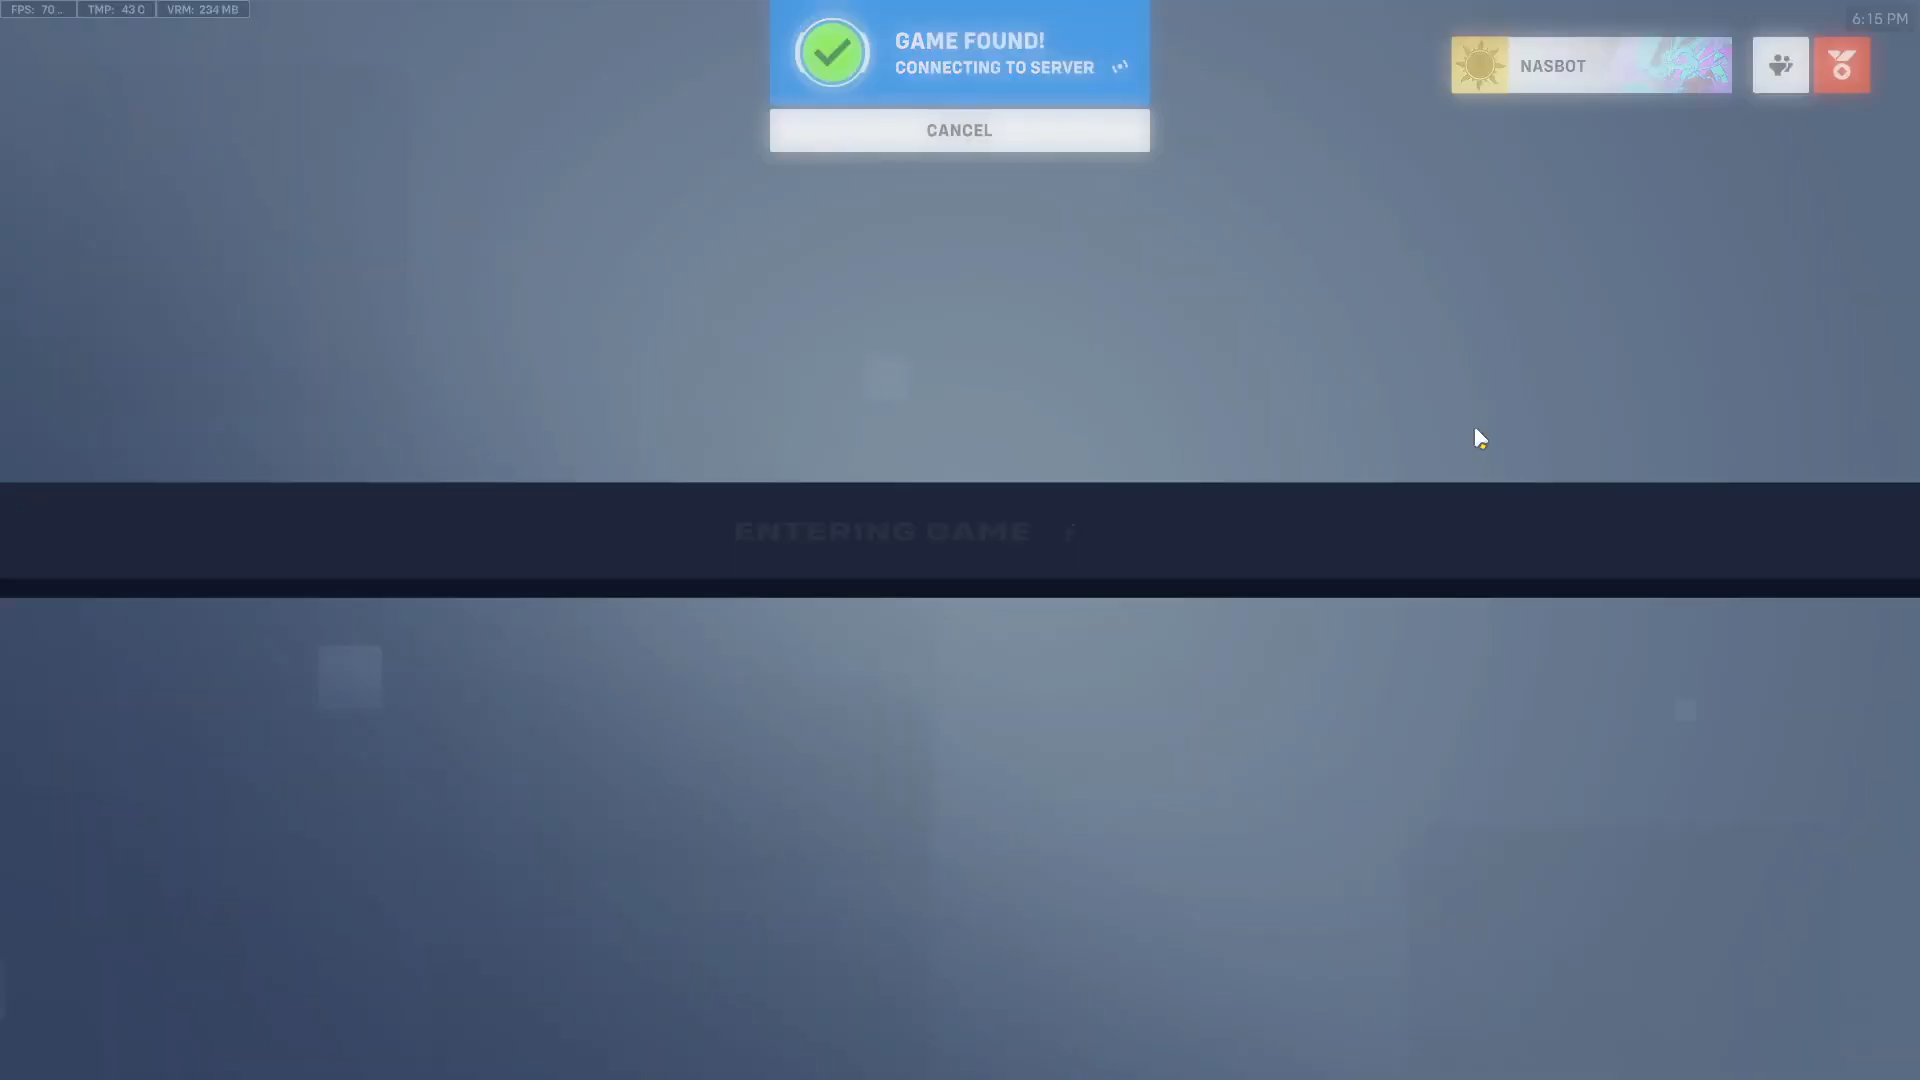 FPS: 70.. TMP: 43 C VRM: 234 MB
6:15 PM
GAME FOUND!
CONNECTING TO SERVER
NASBOT
CANCEL
ENTERING GAME